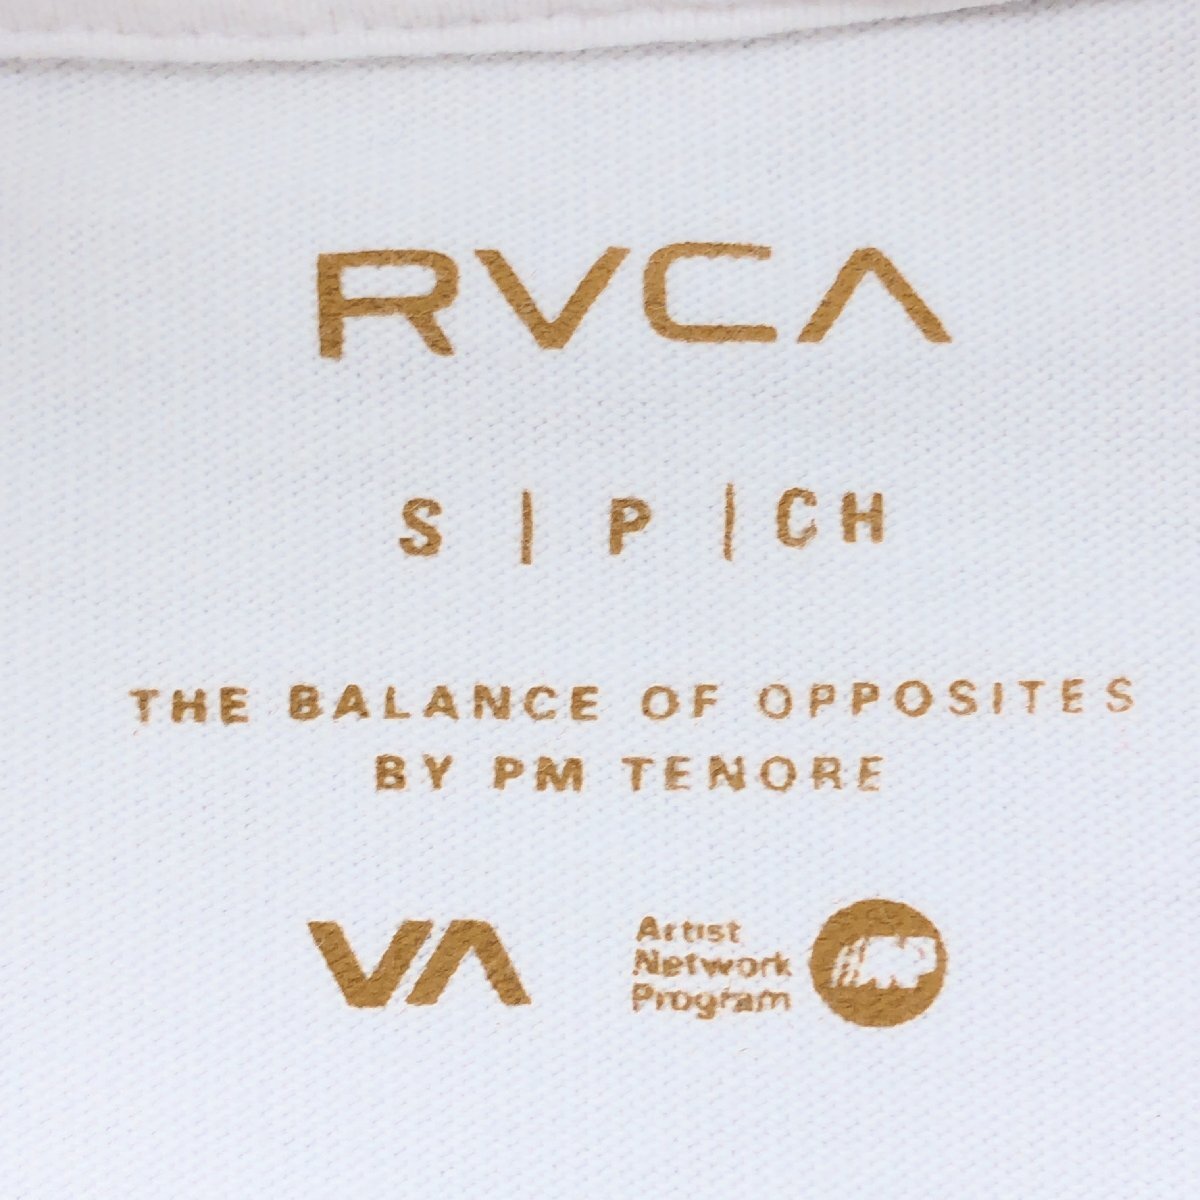 RVCA
S | P | CH
THE BALANCE OF OPPOSITES
BY PM TENORE
VA
Artist
Network
Program